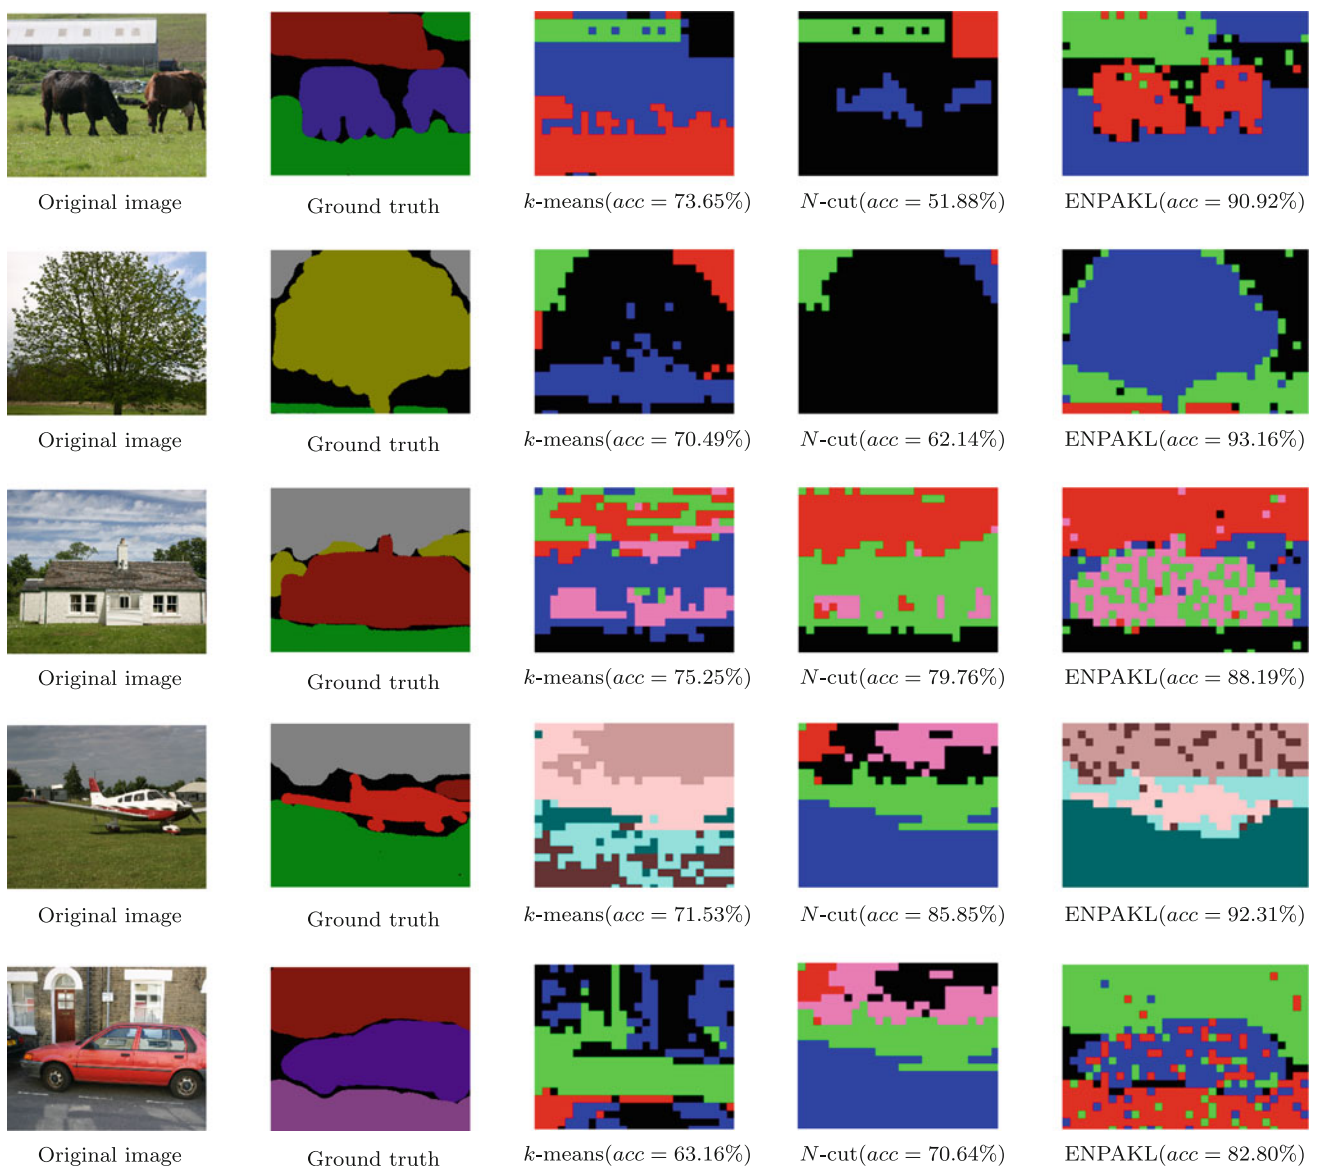 Original image
Ground truth
k-means(acc = 73.65%)
N-cut(acc = 51.88%)
ENPAKL(acc = 90.92%)
Original image
Ground truth
k-means(acc = 70.49%)
N-cut(acc = 62.14%)
ENPAKL(acc = 93.16%)
Original image
Ground truth
k-means(acc = 75.25%)
N-cut(acc = 79.76%)
ENPAKL(acc = 88.19%)
Original image
Ground truth
k-means(acc = 71.53%)
N-cut(acc = 85.85%)
ENPAKL(acc = 92.31%)
Original image
Ground truth
k-means(acc = 63.16%)
N-cut(acc = 70.64%)
ENPAKL(acc = 82.80%)